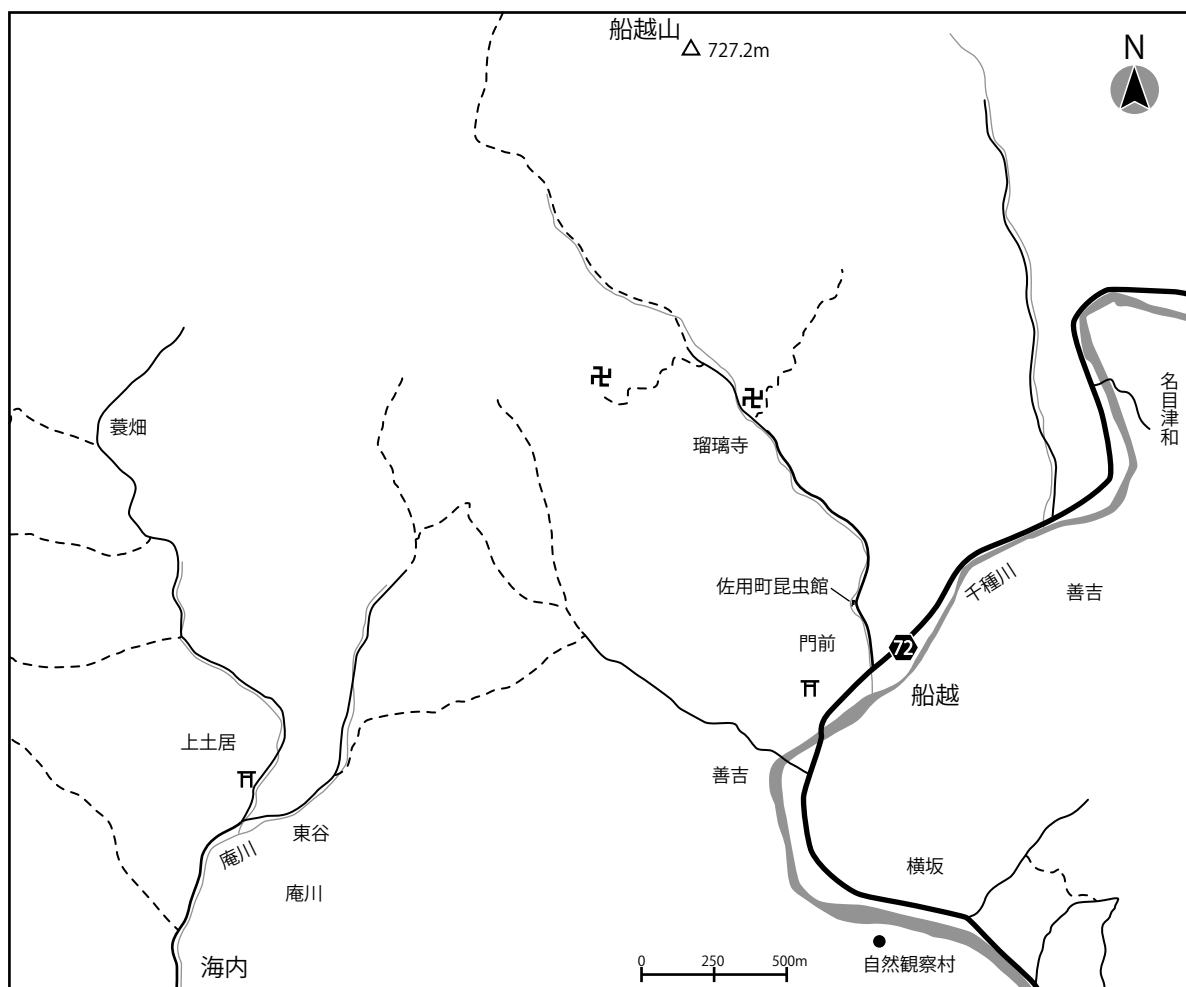 船越山
727.2m
N
名目津和
蓑畑
瑠璃寺
佐用町昆虫館
千種川
善吉
門前
72
船越
上土居
善吉
東谷
庵川
庵川
横坂
海内
0 250 500m
自然観察村